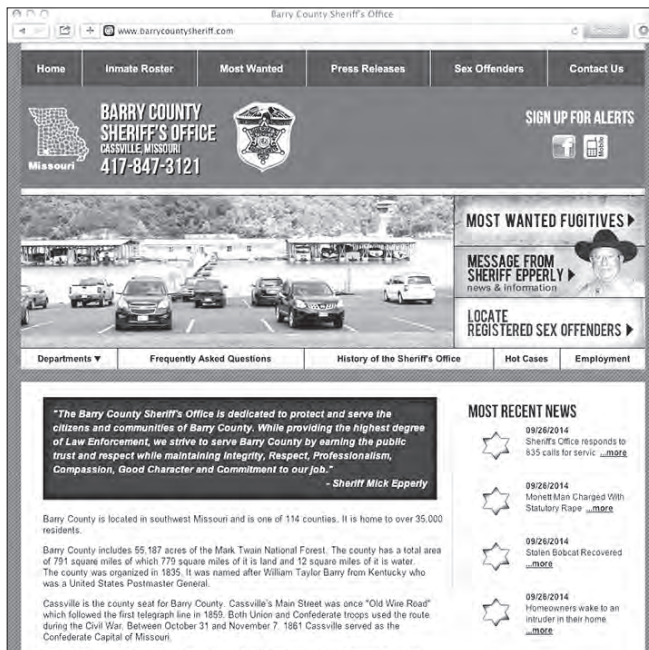 Barry County Sheriff's Office
www.barrycountysheriff.com
Home Inmate Roster Most Wanted Press Releases Sex Offenders Contact Us
BARRY COUNTY
SHERIFF'S OFFICE
CASSVILLE, MISSOURI
417-847-3121
Missouri
SIGN UP FOR ALERTS
f Mobile
MOST WANTED FUGITIVES
MESSAGE FROM
SHERIFF EPPERLY
news & information
LOCATE
REGISTERED SEX OFFENDERS
Departments Frequently Asked Questions History of the Sheriff's Office Hot Cases Employment
"The Barry County Sheriff's Office is dedicated to protect and serve the
citizens and communities of Barry County. While providing the highest degree
of Law Enforcement, we strive to serve Barry County by earning the public
trust and respect while maintaining Integrity, Respect, Professionalism,
Compassion, Good Character and Commitment to our job."
- Sheriff Mick Epperly
Barry County is located in southwest Missouri and is one of 114 counties. It is home to over 35,000
residents.
Barry County includes 55,187 acres of the Mark Twain National Forest. The county has a total area
of 791 square miles of which 779 square miles of it is land and 12 square miles of it is water.
The county was organized in 1835. It was named after William Taylor Barry from Kentucky who
was a United States Postmaster General.
Cassville is the county seat for Barry County. Cassville's Main Street was once "Old Wire Road"
which followed the first telegraph line in 1859. Both Union and Confederate troops used the route
during the Civil War. Between October 31 and November 7, 1861 Cassville served as the
Confederate Capital of Missouri.
MOST RECENT NEWS
09/26/2014
Sheriff's Office responds to
635 calls for servic ...more
09/26/2014
Monett Man Charged With
Statutory Rape ...more
09/26/2014
Stolen Bobcat Recovered
...more
09/26/2014
Homeowners wake to an
intruder in their home
...more